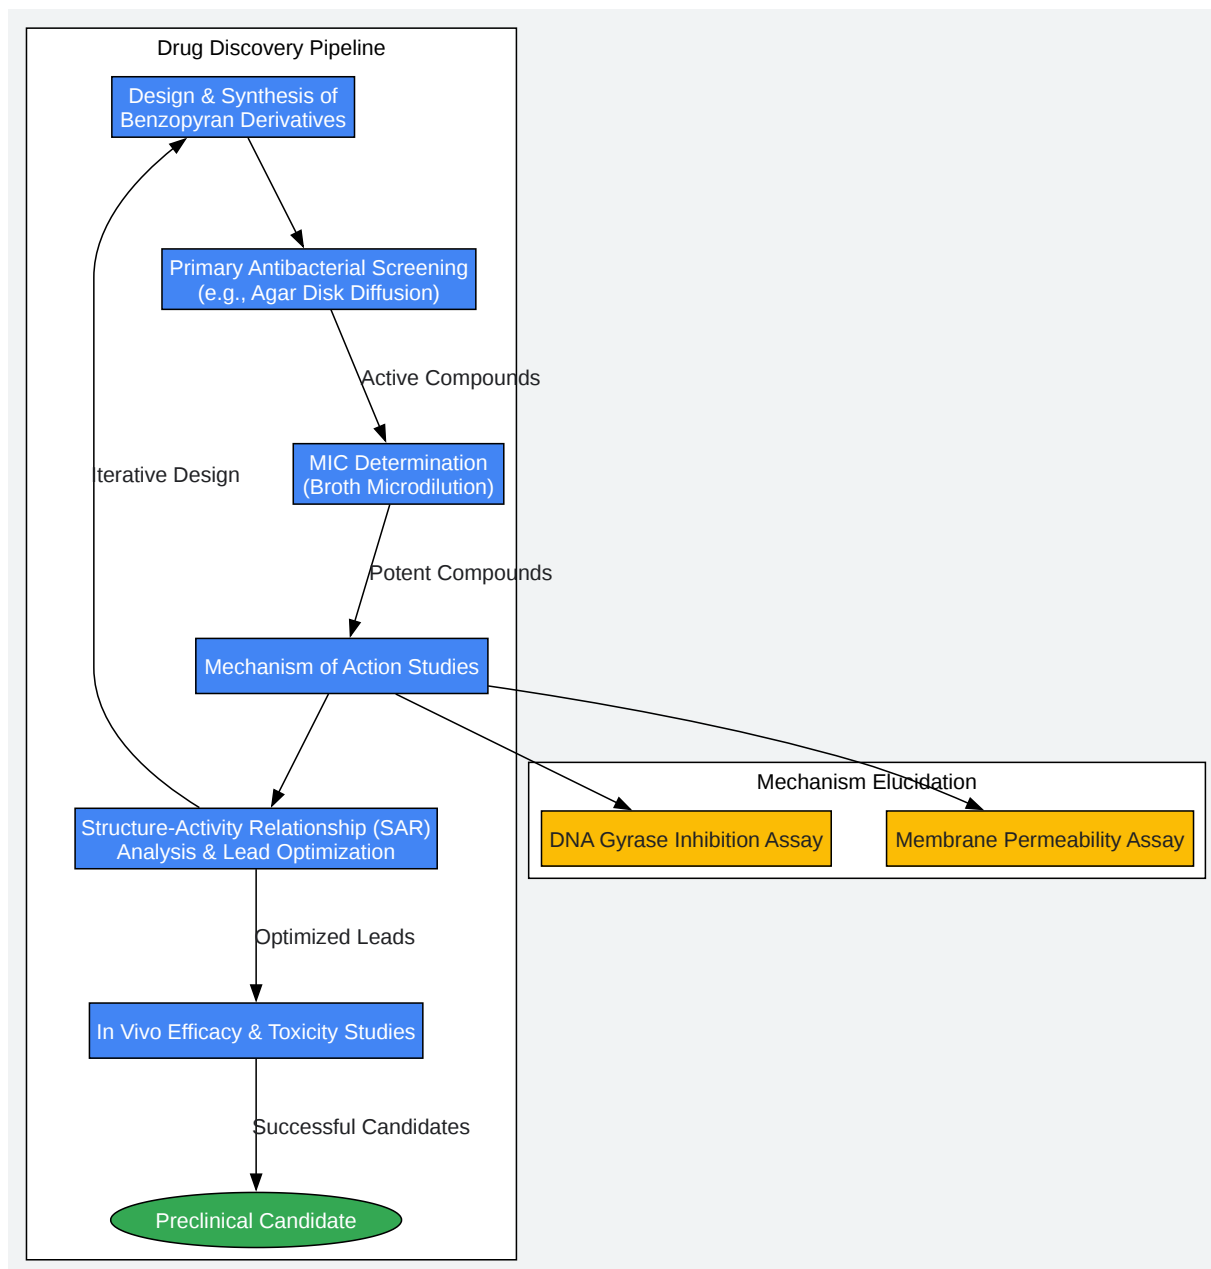 Drug Discovery Pipeline
Design & Synthesis of
Benzopyran Derivatives
Primary Antibacterial Screening
(e.g., Agar Disk Diffusion)
Active Compounds
MIC Determination
(Broth Microdilution)
Iterative Design
Potent Compounds
Mechanism of Action Studies
Mechanism Elucidation
DNA Gyrase Inhibition Assay
Membrane Permeability Assay
Structure-Activity Relationship (SAR)
Analysis & Lead Optimization
Optimized Leads
In Vivo Efficacy & Toxicity Studies
Successful Candidates
Preclinical Candidate